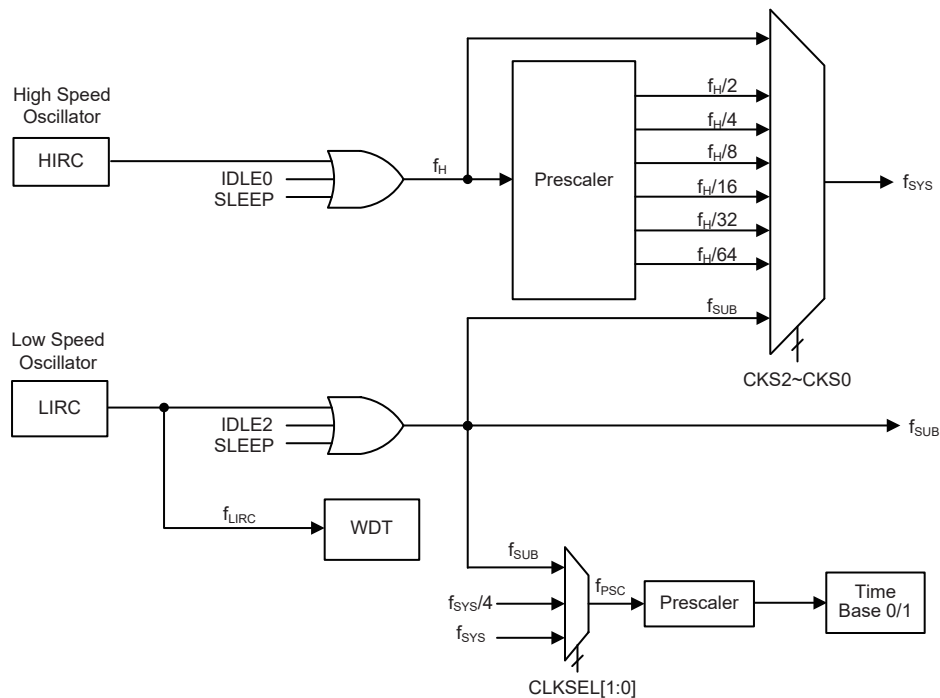 High Speed
Oscillator
HIRC
IDLE0
SLEEP
fH
Prescaler
fH/2
fH/4
fH/8
fH/16
fH/32
fH/64
fSUB
fSYS
CKS2~CKS0
Low Speed
Oscillator
LIRC
IDLE2
SLEEP
fSUB
fLIRC
WDT
fSUB
fSYS/4
fSYS
fPSC
Prescaler
Time
Base 0/1
CLKSEL[1:0]